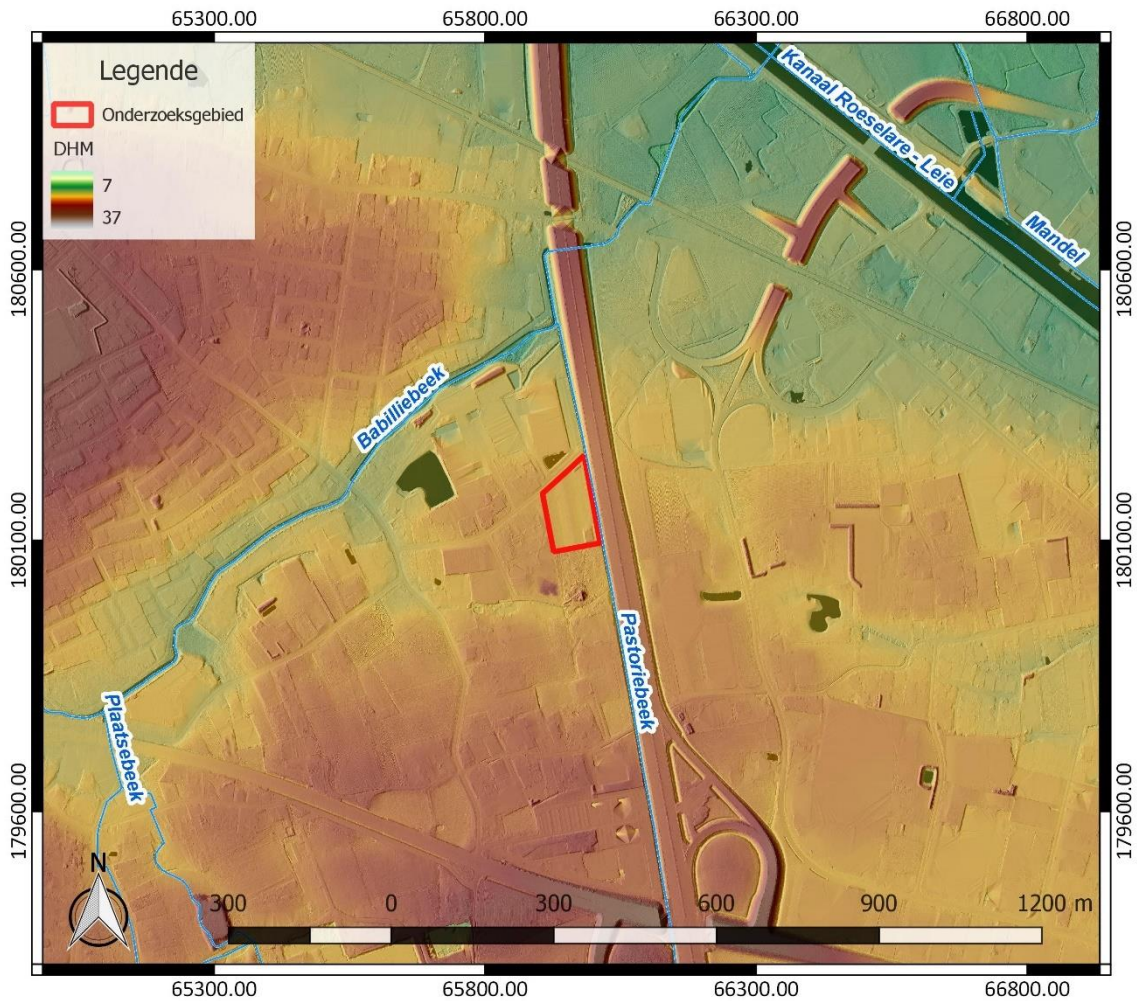 65300.00 65800.00 66300.00 66800.00
Legende
Onderzoeksgebied
DHM
7
37
Kanaal Roeselare - Leie
Mandel
180600.00 180600.00
Babilliebeek
180100.00 180100.00
Pastoriebeek
Plaatsebeek
179600.00 179600.00
N
300 0 300 600 900 1200 m
65300.00 65800.00 66300.00 66800.00